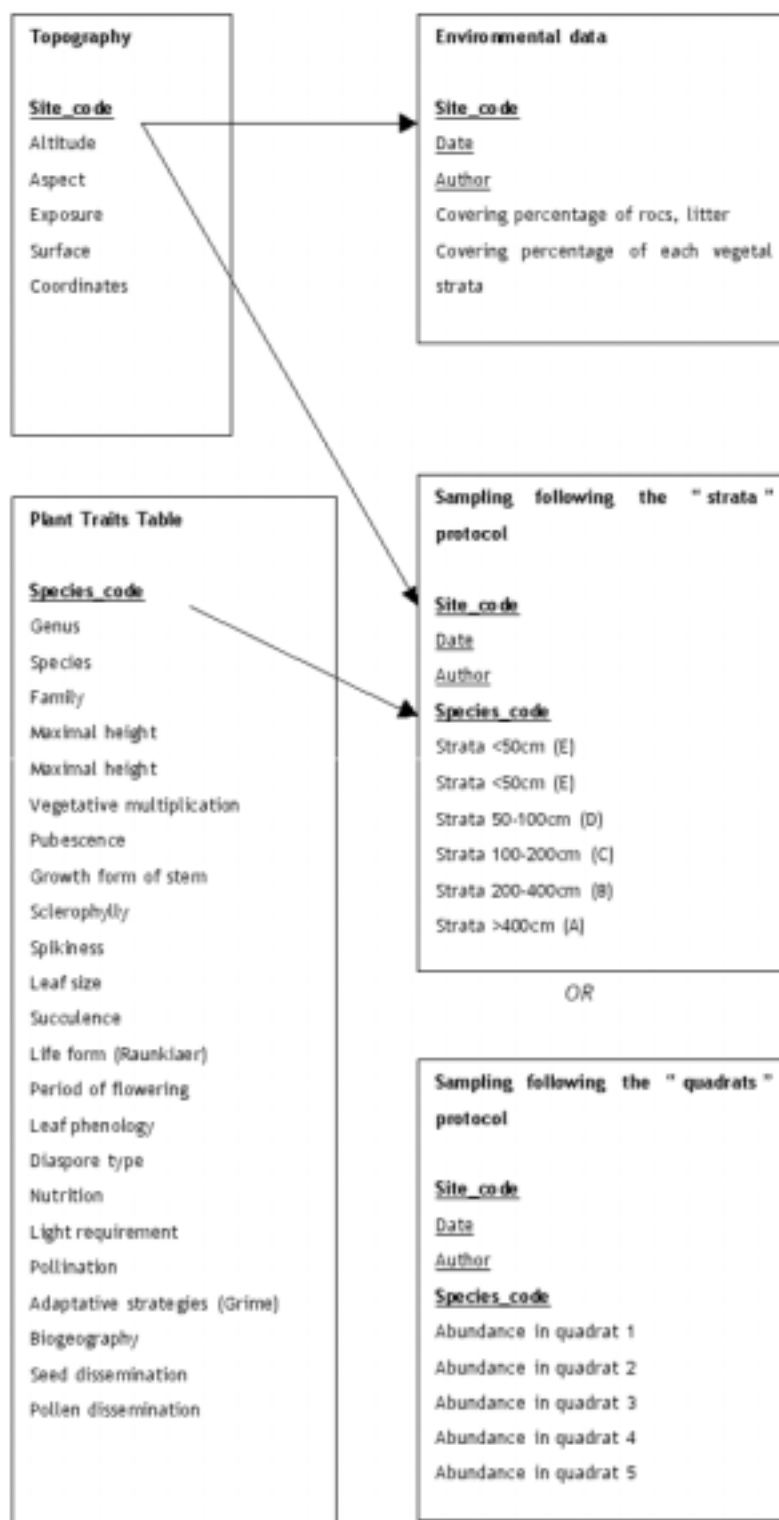 Topography
Site_code
Altitude
Aspect
Exposure
Surface
Coordinates
Environmental data
Site_code
Date
Author
Covering percentage of rocs, litter
Covering percentage of each vegetal
strata
Plant Traits Table
Species_code
Genus
Species
Family
Maximal height
Maximal height
Vegetative multiplication
Pubescence
Growth form of stem
Sclerophylly
Spikiness
Leaf size
Succulence
Life form (Raunkiaer)
Period of flowering
Leaf phenology
Diaspore type
Nutrition
Light requirement
Pollination
Adaptative strategies (Grime)
Biogeography
Seed dissemination
Pollen dissemination
Sampling following the "strata"
protocol
Site_code
Date
Author
Species_code
Strata <50cm (E)
Strata <50cm (E)
Strata 50-100cm (D)
Strata 100-200cm (C)
Strata 200-400cm (B)
Strata >400cm (A)
OR
Sampling following the "quadrats"
protocol
Site_code
Date
Author
Species_code
Abundance in quadrat 1
Abundance in quadrat 2
Abundance in quadrat 3
Abundance in quadrat 4
Abundance in quadrat 5